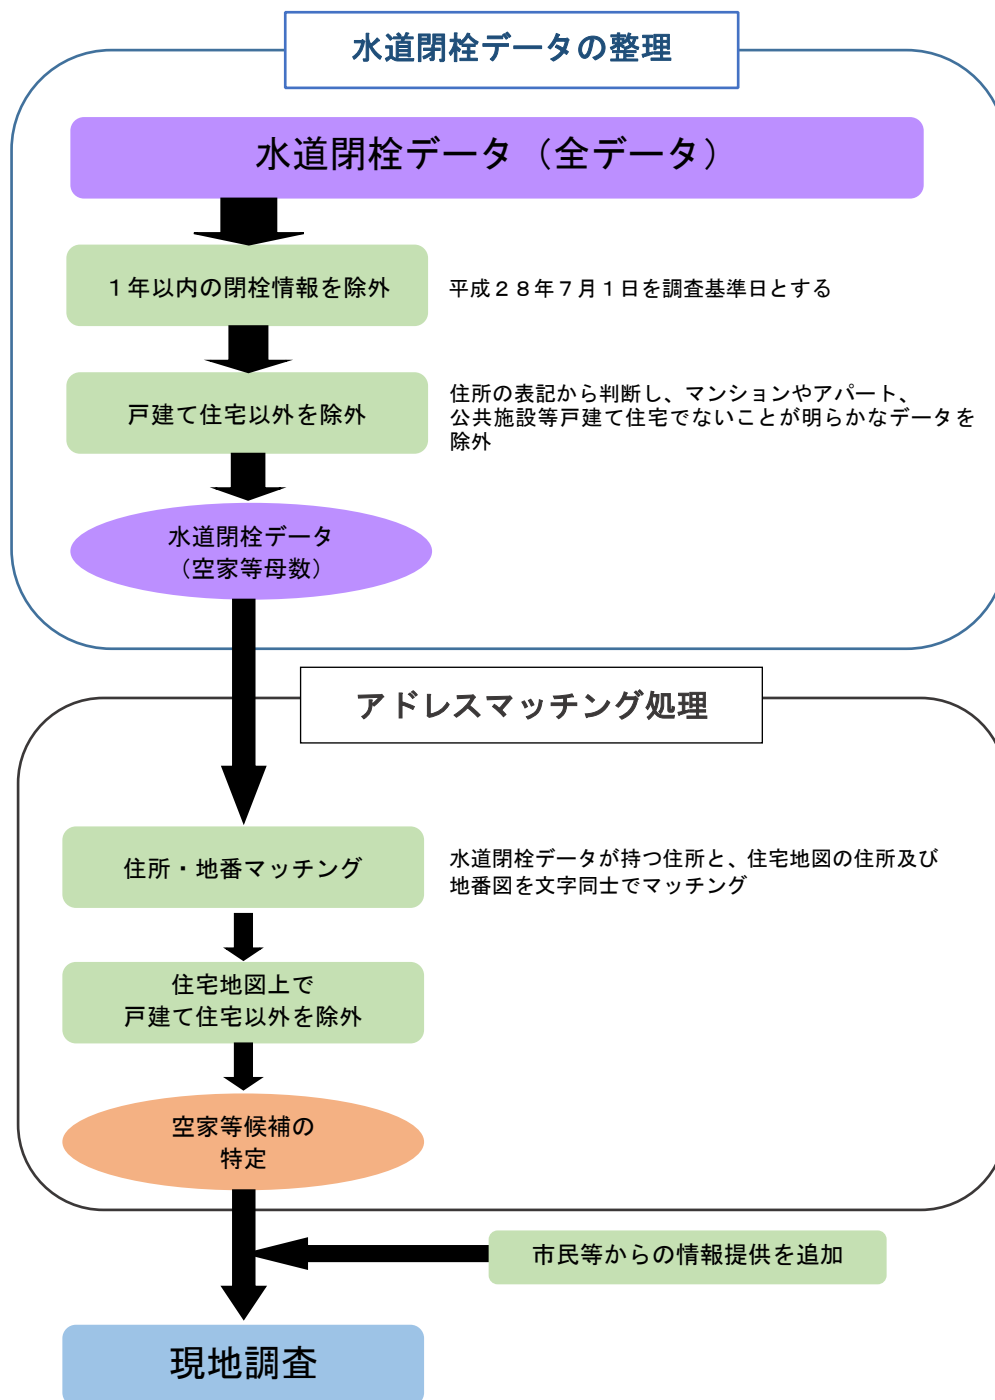 水道閉栓データの整理
水道閉栓データ（全データ）
１年以内の閉栓情報を除外
平成２８年７月１日を調査基準日とする
戸建て住宅以外を除外
住所の表記から判断し、マンションやアパート、
公共施設等戸建て住宅でないことが明らかなデータを
除外
水道閉栓データ
（空家等母数）
アドレスマッチング処理
住所・地番マッチング
水道閉栓データが持つ住所と、住宅地図の住所及び
地番図を文字同士でマッチング
住宅地図上で
戸建て住宅以外を除外
空家等候補の
特定
市民等からの情報提供を追加
現地調査